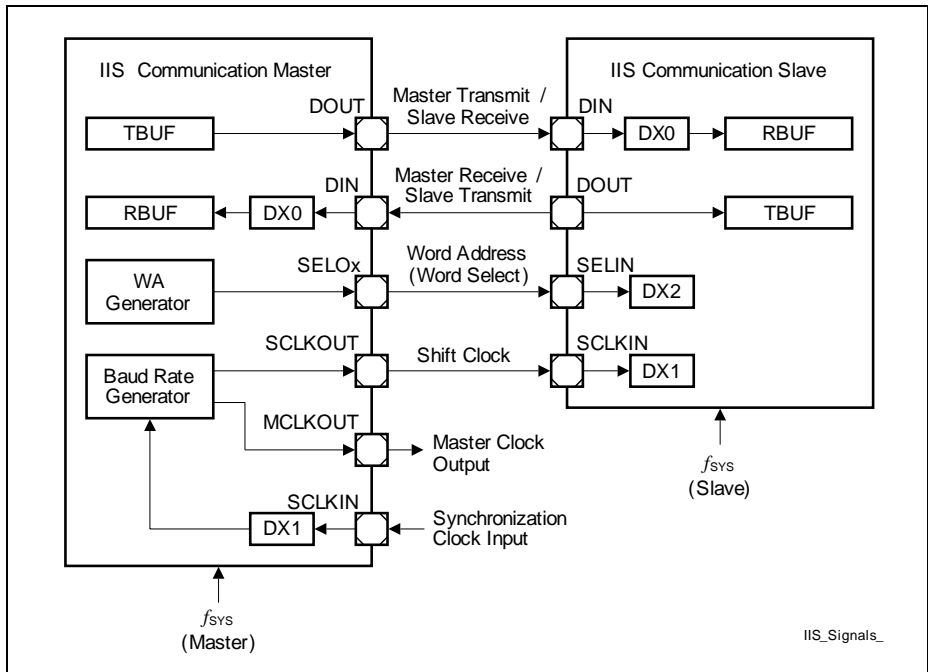 IIS Communication Master
IIS Communication Slave
DOUT
Master Transmit /
Slave Receive
DIN
TBUF
DX0
RBUF
DIN
Master Receive /
Slave Transmit
DOUT
RBUF
DX0
TBUF
SELOx
Word Address
(Word Select)
SELIN
WA
Generator
DX2
SCLKOUT
Shift Clock
SCLKIN
Baud Rate
Generator
DX1
MCLKOUT
Master Clock
Output
SCLKIN
DX1
Synchronization
Clock Input
fSYS
(Slave)
fSYS
(Master)
IIS_Signals_